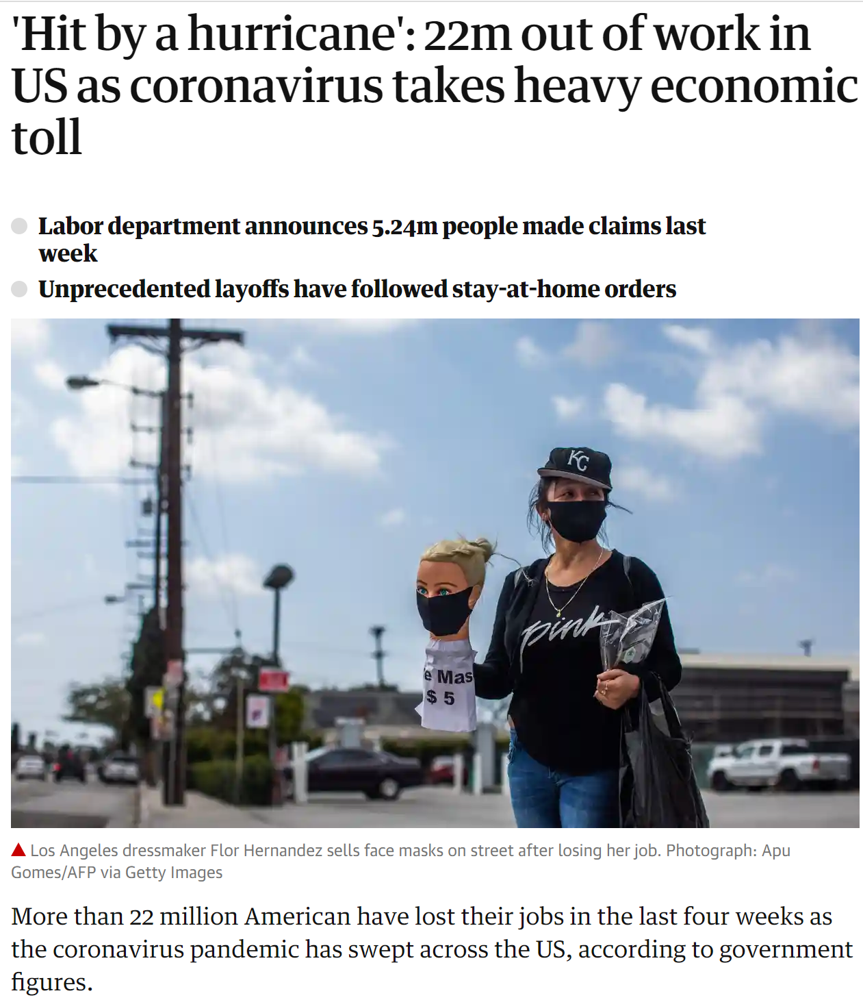 'Hit by a hurricane': 22m out of work in
US as coronavirus takes heavy economic
toll
Labor department announces 5.24m people made claims last
week
Unprecedented layoffs have followed stay-at-home orders
KC
pink
e Mas
$ 5
Los Angeles dressmaker Flor Hernandez sells face masks on street after losing her job. Photograph: Apu
Gomes/AFP via Getty Images
More than 22 million American have lost their jobs in the last four weeks as
the coronavirus pandemic has swept across the US, according to government
figures.